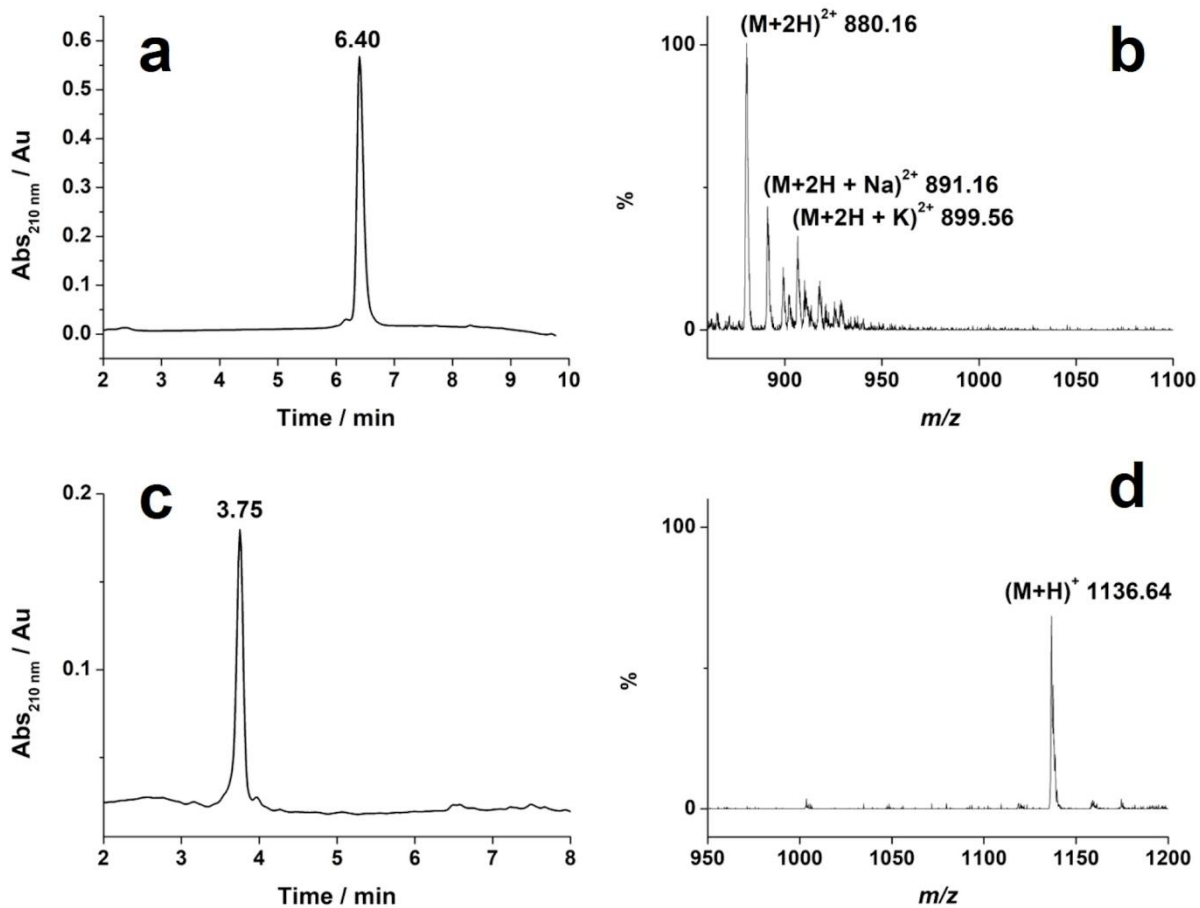 a
6.40
0.6
0.5
0.4
0.3
0.2
0.1
0.0
Abs210 nm / Au
2 3 4 5 6 7 8 9 10
Time / min
b
(M+2H)2+ 880.16
(M+2H + Na)2+ 891.16
(M+2H + K)2+ 899.56
100
0
%
900 950 1000 1050 1100
m/z
c
3.75
0.2
0.1
Abs210 nm / Au
2 3 4 5 6 7 8
Time / min
d
(M+H)+ 1136.64
100
0
%
950 1000 1050 1100 1150 1200
m/z